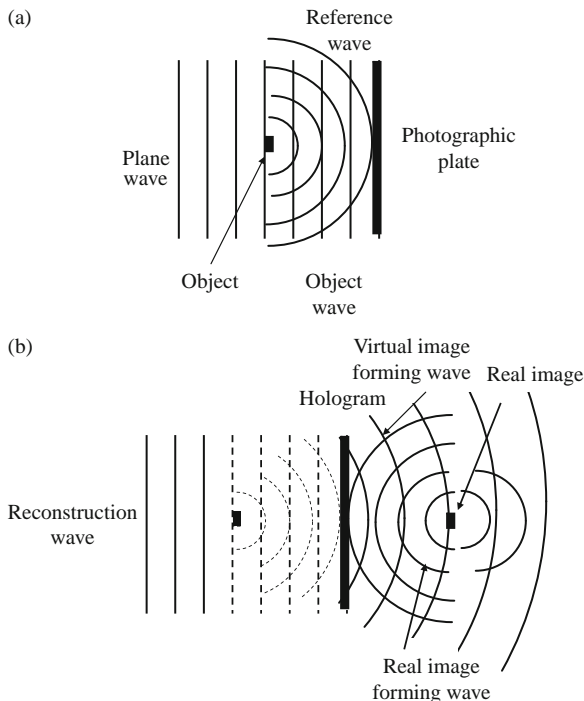 (a)
Reference
wave
Plane
wave
Photographic
plate
Object
Object
wave
(b)
Virtual image
forming wave
Real image
Hologram
Reconstruction
wave
Real image
forming wave